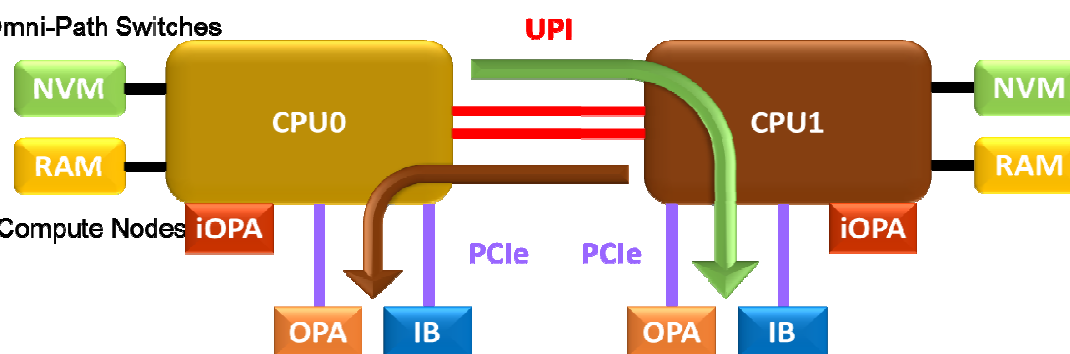 Omni-Path Switches
UPI
NVM
NVM
CPU0
CPU1
RAM
RAM
Compute Nodes
iOPA
iOPA
PCIe
PCIe
OPA
IB
OPA
IB